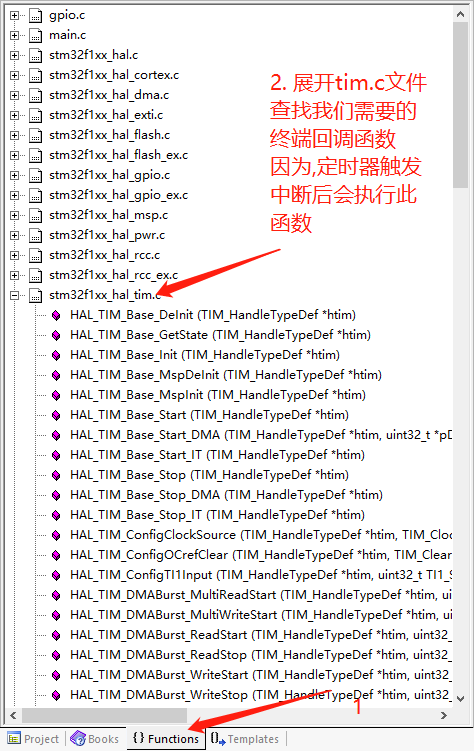 gpio.c
main.c
stm32f1xx_hal.c
stm32f1xx_hal_cortex.c
stm32f1xx_hal_dma.c
stm32f1xx_hal_exti.c
stm32f1xx_hal_flash.c
stm32f1xx_hal_flash_ex.c
stm32f1xx_hal_gpio.c
stm32f1xx_hal_gpio_ex.c
stm32f1xx_hal_msp.c
stm32f1xx_hal_pwr.c
stm32f1xx_hal_rcc.c
stm32f1xx_hal_rcc_ex.c
stm32f1xx_hal_tim.c
2. 展开tim.c文件
查找我们需要的
终端回调函数
因为,定时器触发
中断后会执行此
函数
HAL_TIM_Base_DeInit (TIM_HandleTypeDef *htim)
HAL_TIM_Base_GetState (TIM_HandleTypeDef *htim)
HAL_TIM_Base_Init (TIM_HandleTypeDef *htim)
HAL_TIM_Base_MspDeInit (TIM_HandleTypeDef *htim)
HAL_TIM_Base_MspInit (TIM_HandleTypeDef *htim)
HAL_TIM_Base_Start (TIM_HandleTypeDef *htim)
HAL_TIM_Base_Start_DMA (TIM_HandleTypeDef *htim, uint32_t *pD
HAL_TIM_Base_Start_IT (TIM_HandleTypeDef *htim)
HAL_TIM_Base_Stop (TIM_HandleTypeDef *htim)
HAL_TIM_Base_Stop_DMA (TIM_HandleTypeDef *htim)
HAL_TIM_Base_Stop_IT (TIM_HandleTypeDef *htim)
HAL_TIM_ConfigClockSource (TIM_HandleTypeDef *htim, TIM_Cloc
HAL_TIM_ConfigOCrefClear (TIM_HandleTypeDef *htim, TIM_Clear
HAL_TIM_ConfigTI1Input (TIM_HandleTypeDef *htim, uint32_t TI1_S
HAL_TIM_DMABurst_MultiReadStart (TIM_HandleTypeDef *htim, ui
HAL_TIM_DMABurst_MultiWriteStart (TIM_HandleTypeDef *htim, ui
HAL_TIM_DMABurst_ReadStart (TIM_HandleTypeDef *htim, uint32_
HAL_TIM_DMABurst_ReadStop (TIM_HandleTypeDef *htim, uint32_
HAL_TIM_DMABurst_WriteStart (TIM_HandleTypeDef *htim, uint32_
HAL_TIM_DMABurst_WriteStop (TIM_HandleTypeDef *htim, uint32_
1
Project Books {} Functions Templates